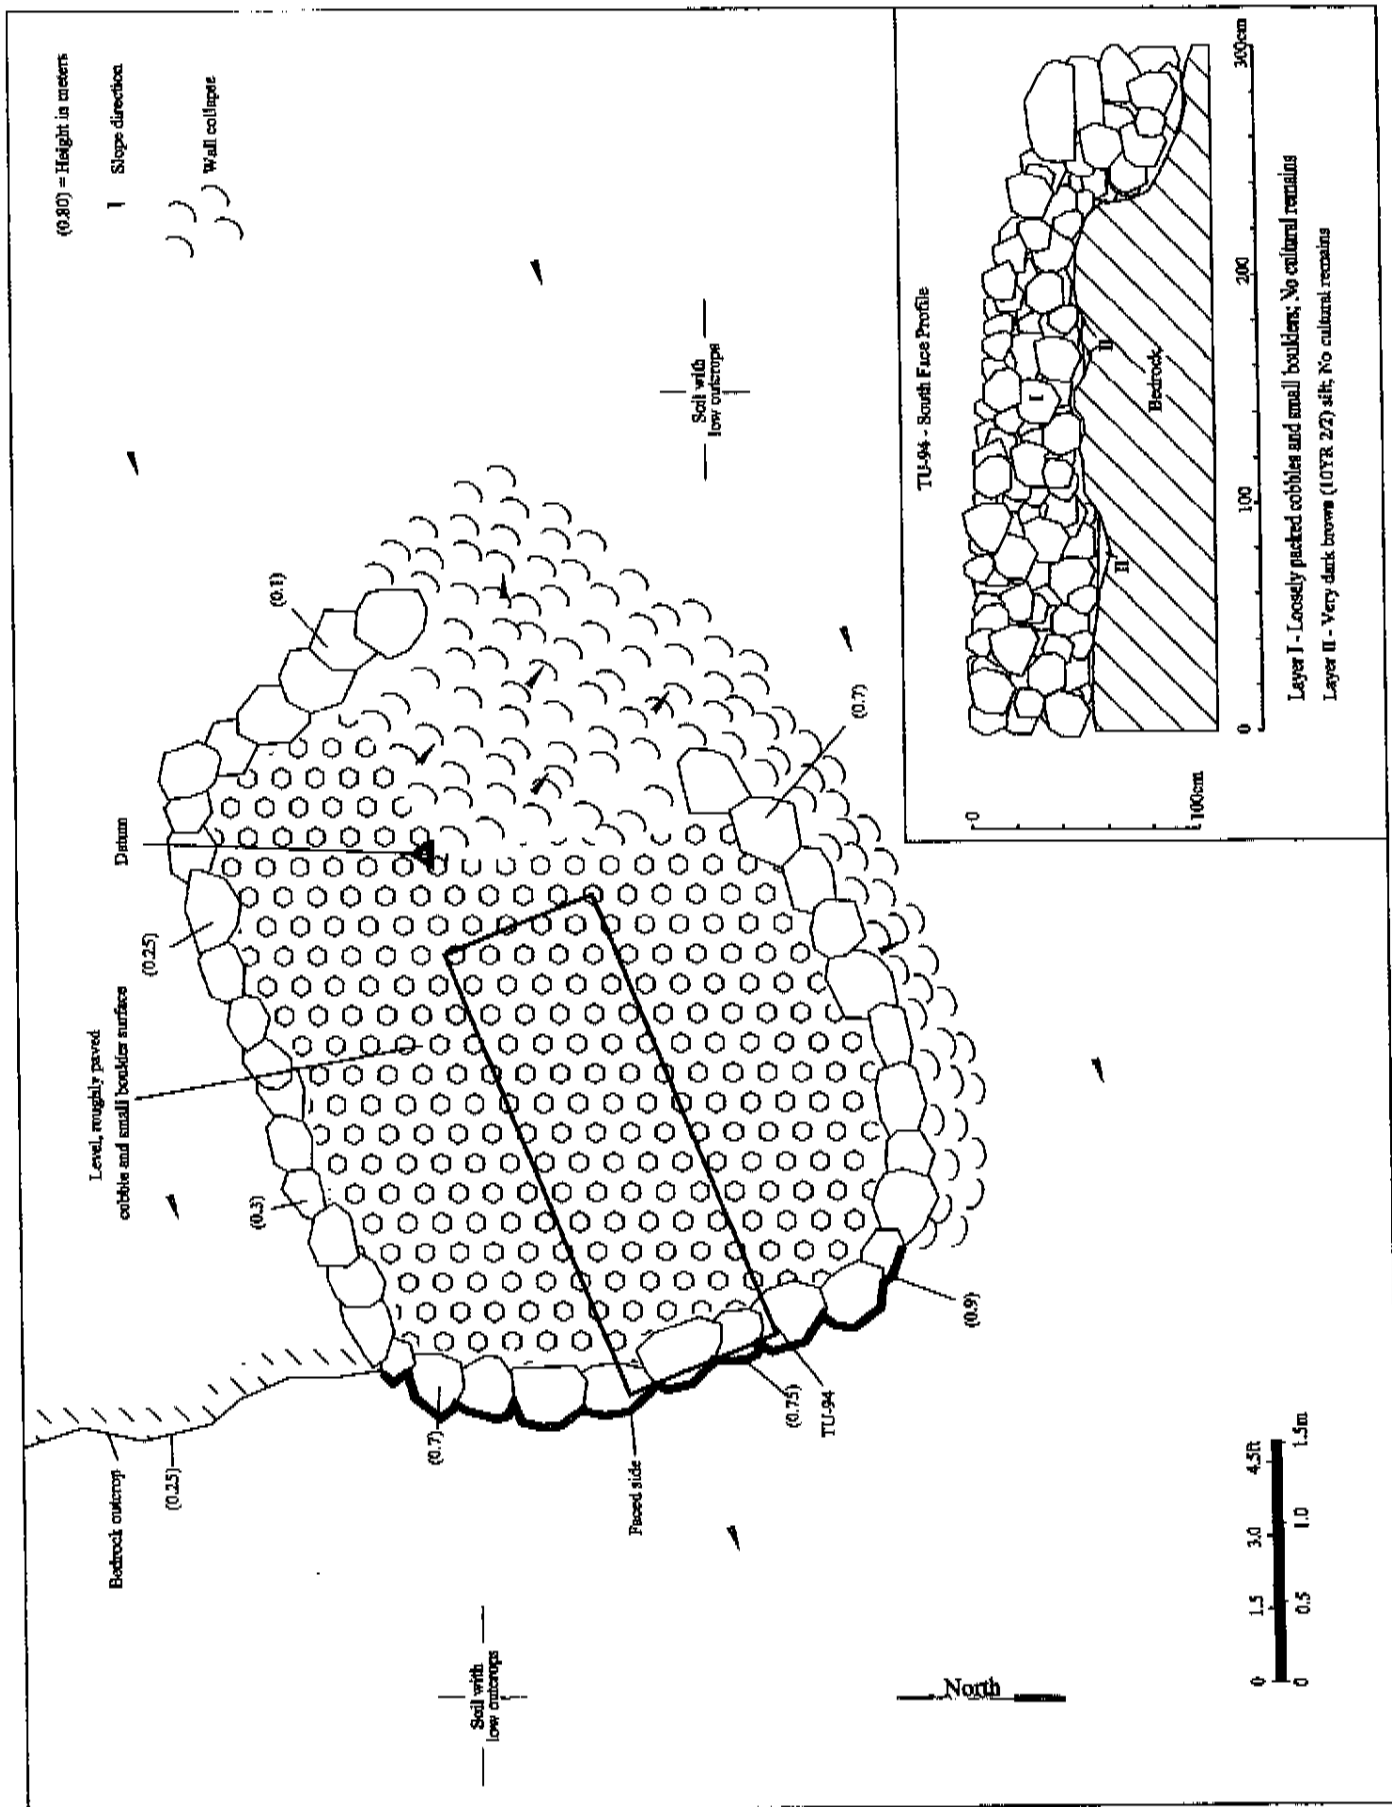 (0.80) = Height in meters
Slope direction
Wall collapse
Soil with
low outcrops
(0.1)
(0.7)
Datum
(0.25)
Level, roughly paved
cobble and small boulder surface
(0.3)
(0.9)
(0.75)
TU-94
(0.7)
Faced side
Bedrock outcrop
(0.25)
Soil with
low outcrops
North
0 1.5 3.0 4.5ft
0 0.5 1.0 1.5m
TU-94 - South Face Profile
I
II
II
Bedrock
0
100cm
0 100 200 300cm
Layer I - Loosely packed cobbles and small boulders; No cultural remains
Layer II - Very dark brown (10YR 2/2) silt; No cultural remains